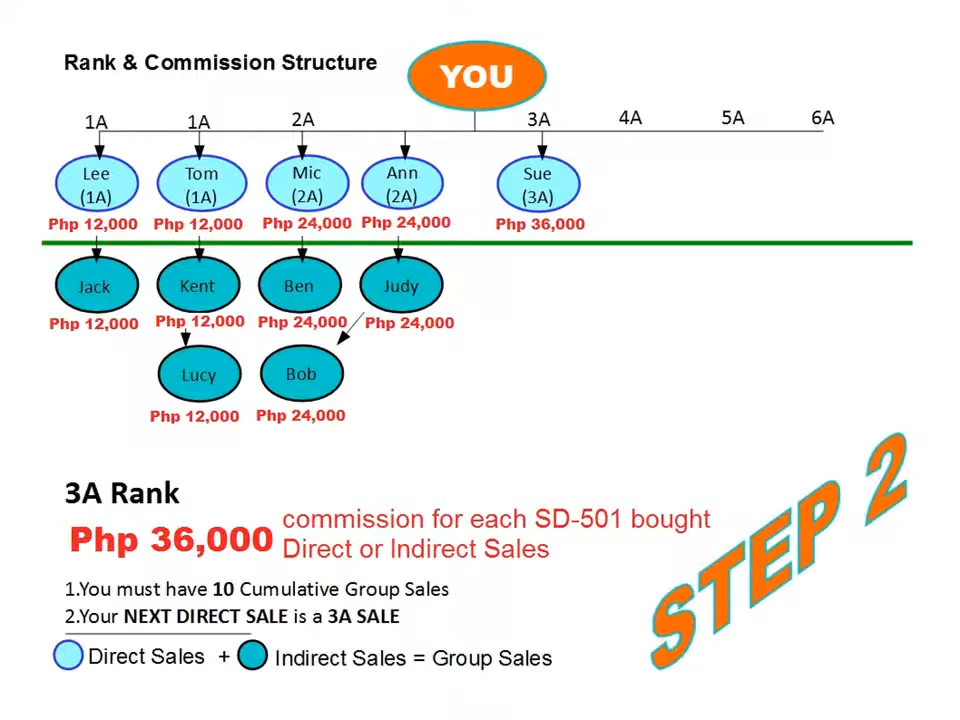 Rank & Commission Structure
YOU
1A 1A 2A 3A 4A 5A 6A
Lee Tom Mic Ann Sue
(1A) (1A) (2A) (2A) (3A)
Php 12,000 Php 12,000 Php 24,000 Php 24,000 Php 36,000
Jack Kent Ben Judy
Php 12,000 Php 12,000 Php 24,000 Php 24,000
Lucy Bob
Php 12,000 Php 24,000
3A Rank
Php 36,000 commission for each SD-501 bought
Direct or Indirect Sales
1.You must have 10 Cumulative Group Sales
2.Your NEXT DIRECT SALE is a 3A SALE
Direct Sales + Indirect Sales = Group Sales
STEP 2